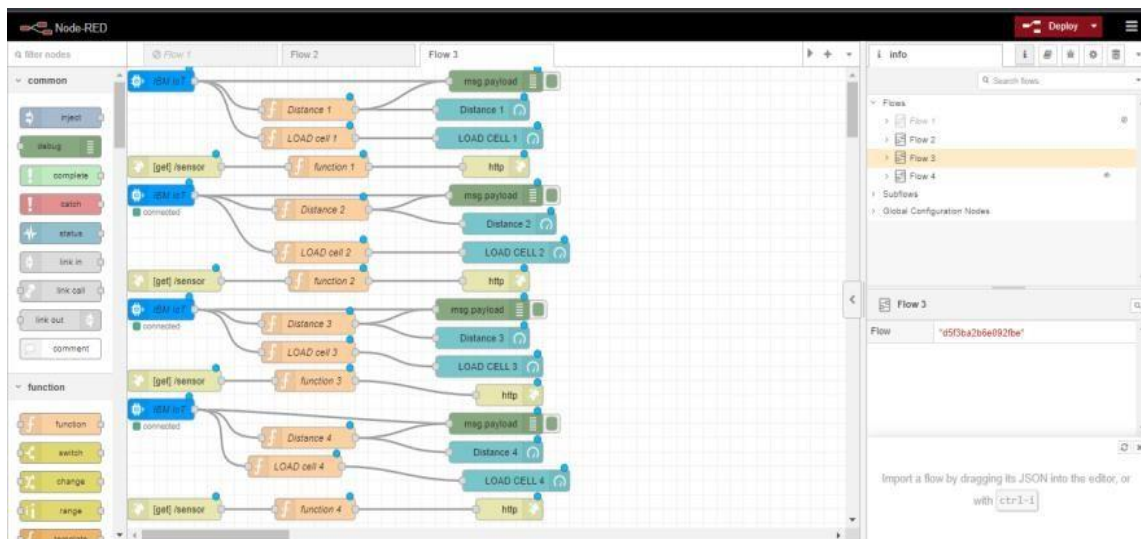 Node-RED
Deploy
filter nodes
Flow 1
Flow 2
Flow 3
info
Search flows
common
inject
debug
complete
catch
status
link in
link call
link out
comment
function
function
switch
change
range
template
IBM IoT
msg.payload
Distance 1
Distance 1
LOAD cell 1
LOAD CELL 1
[get] /sensor
function 1
http
IBM IoT
connected
msg.payload
Distance 2
Distance 2
LOAD cell 2
LOAD CELL 2
[get] /sensor
function 2
http
IBM IoT
connected
msg.payload
Distance 3
Distance 3
LOAD cell 3
LOAD CELL 3
[get] /sensor
function 3
http
IBM IoT
connected
msg.payload
Distance 4
Distance 4
LOAD cell 4
LOAD CELL 4
[get] /sensor
function 4
http
Flows
Flow 1
Flow 2
Flow 3
Flow 4
Subflows
Global Configuration Nodes
Flow 3
Flow "d5f3ba2b6e092fbe"
Import a flow by dragging its JSON into the editor, or
with ctrl-i